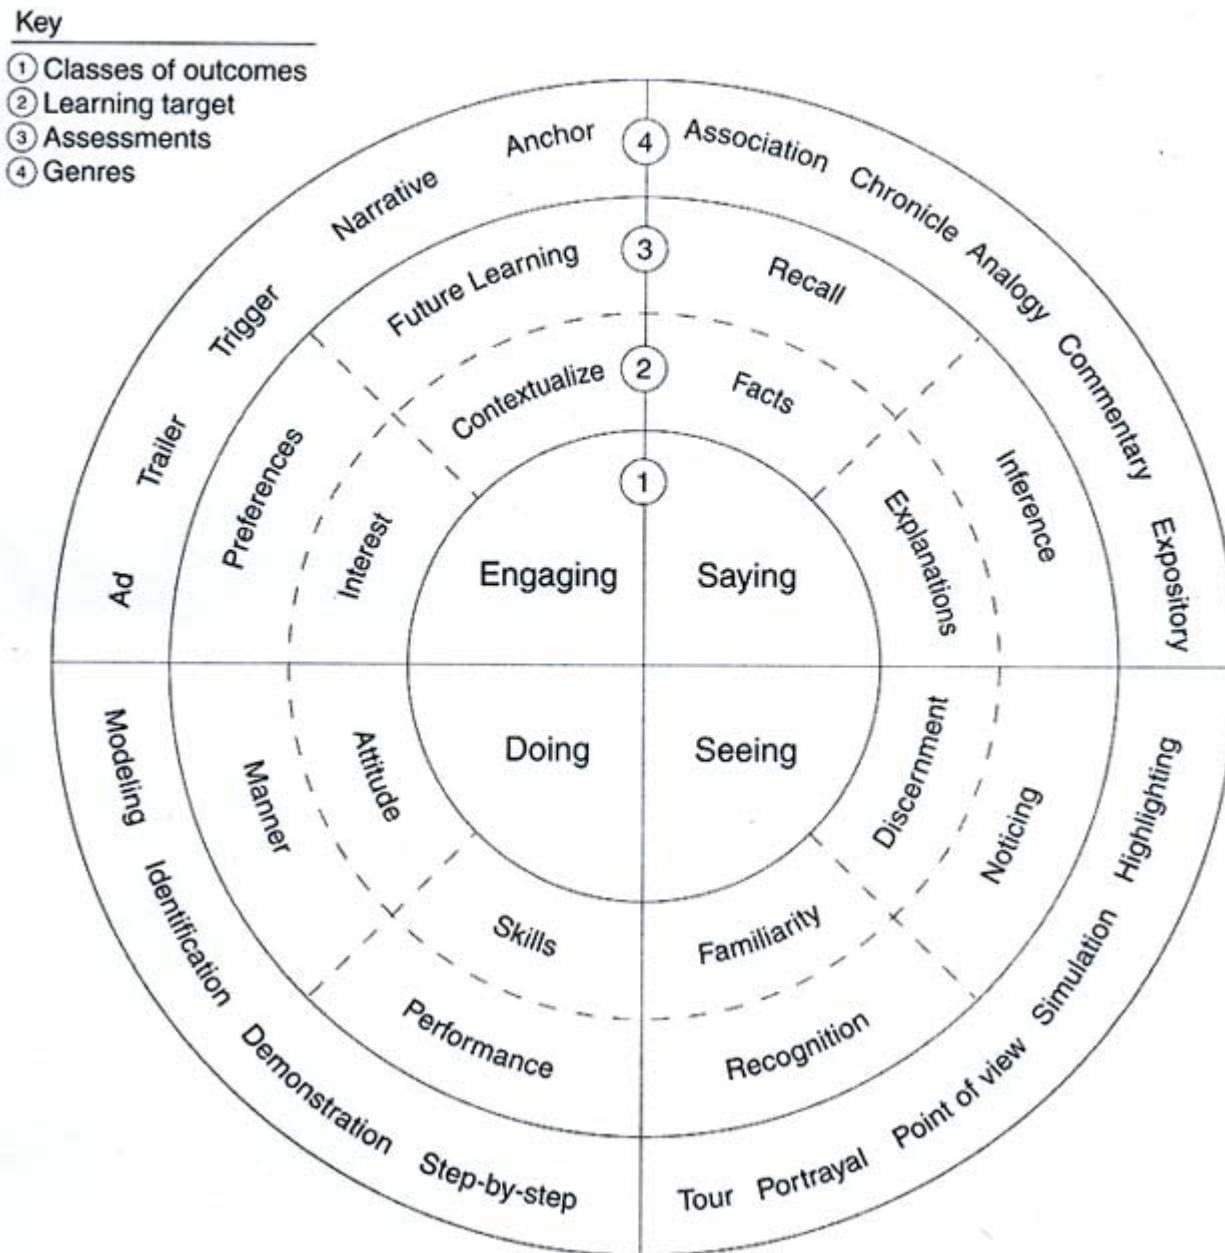 Key
1 Classes of outcomes
2 Learning target
3 Assessments
4 Genres
4
Association
Chronicle
Analogy
Commentary
Expository
Highlighting
Simulation
Point of view
Portrayal
Tour
Step-by-step
Demonstration
Identification
Modeling
Ad
Trailer
Trigger
Narrative
Anchor
3
Recall
Inference
Noticing
Recognition
Performance
Manner
Preferences
Future Learning
2
Facts
Explanations
Discernment
Familiarity
Skills
Attitude
Interest
Contextualize
1
Engaging
Saying
Doing
Seeing